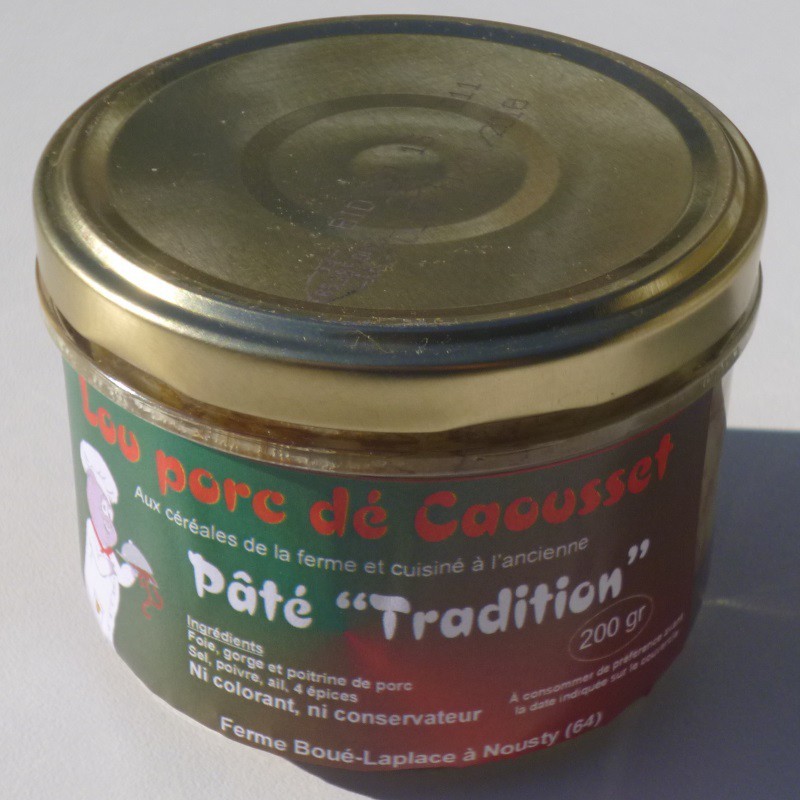 11
/2018
Lou porc dé Caousset
Aux céréales de la ferme et cuisiné à l'ancienne
Pâté “Tradition”
200 gr
Ingrédients
Foie, gorge et poitrine de porc
Sel, poivre, ail, 4 épices
Ni colorant, ni conservateur
À consommer de préférence avant
la date indiquée sur le couvercle
Ferme Boué-Laplace à Nousty (64)